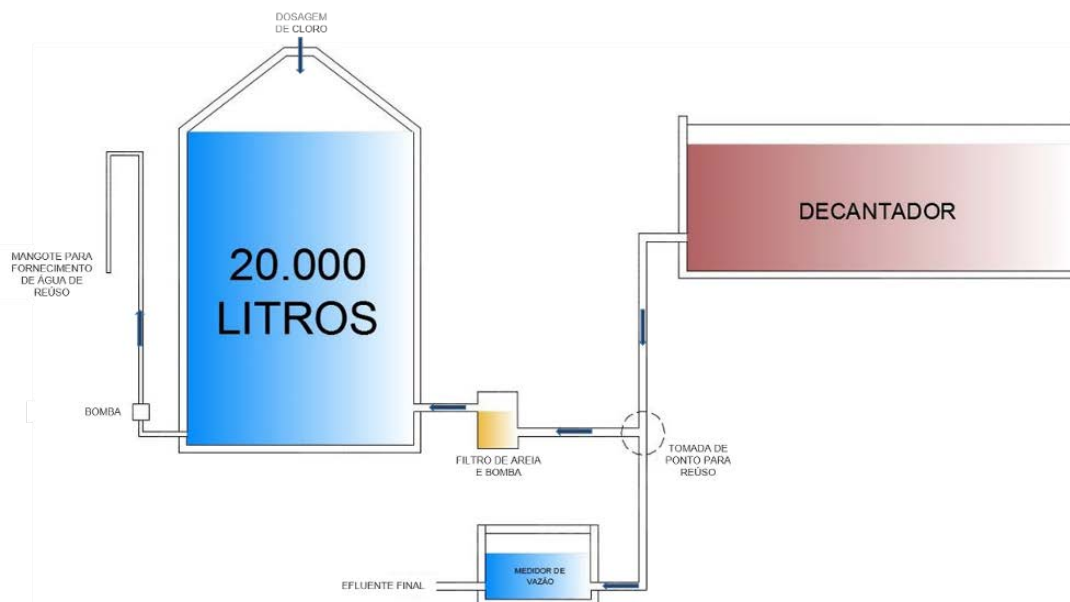 DOSAGEM
DE CLORO
DECANTADOR
MANGOTE PARA
FORNECIMENTO
DE ÁGUA DE
REÚSO
20.000
LITROS
BOMBA
FILTRO DE AREIA
E BOMBA
TOMADA DE
PONTO PARA
REÚSO
EFLUENTE FINAL
MEDIDOR DE
VAZÃO